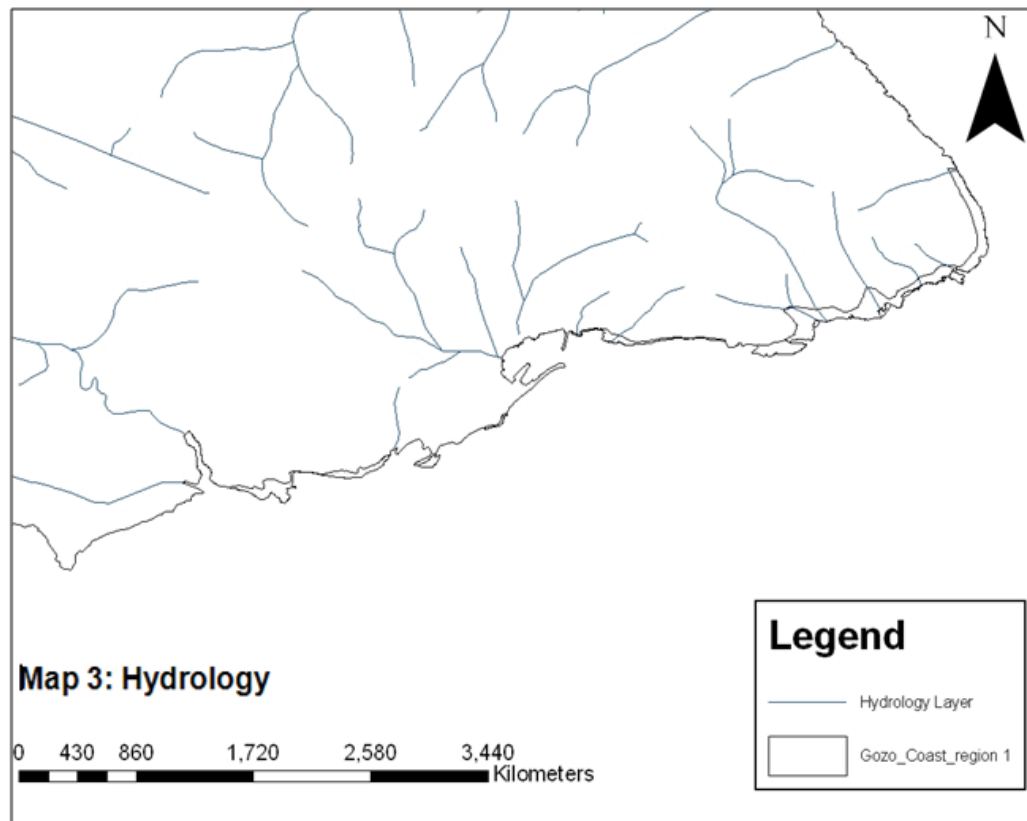 N
Map 3: Hydrology
0 430 860 1,720 2,580 3,440
Kilometers
Legend
Hydrology Layer
Gozo_Coast_region 1